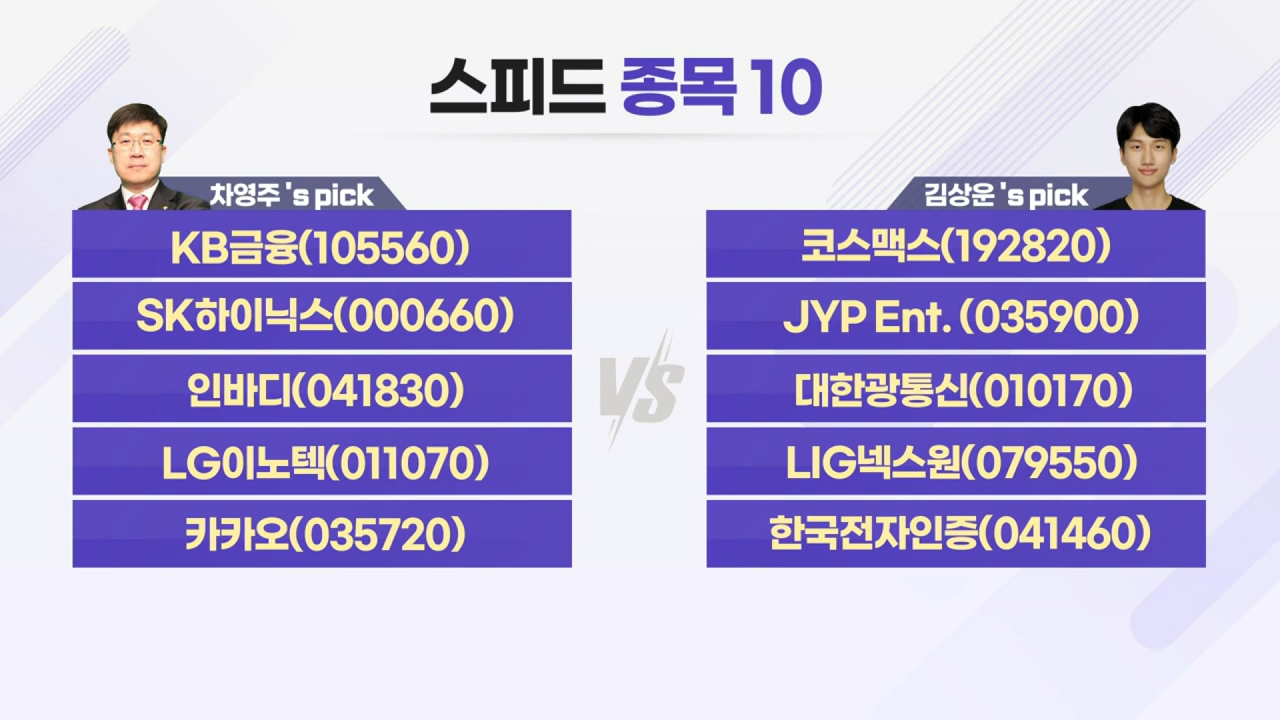 스피드 종목 10
차영주 's pick
KB금융(105560)
SK하이닉스(000660)
인바디(041830)
LG이노텍(011070)
카카오(035720)
VS
김상운 's pick
코스맥스(192820)
JYP Ent. (035900)
대한광통신(010170)
LIG넥스원(079550)
한국전자인증(041460)